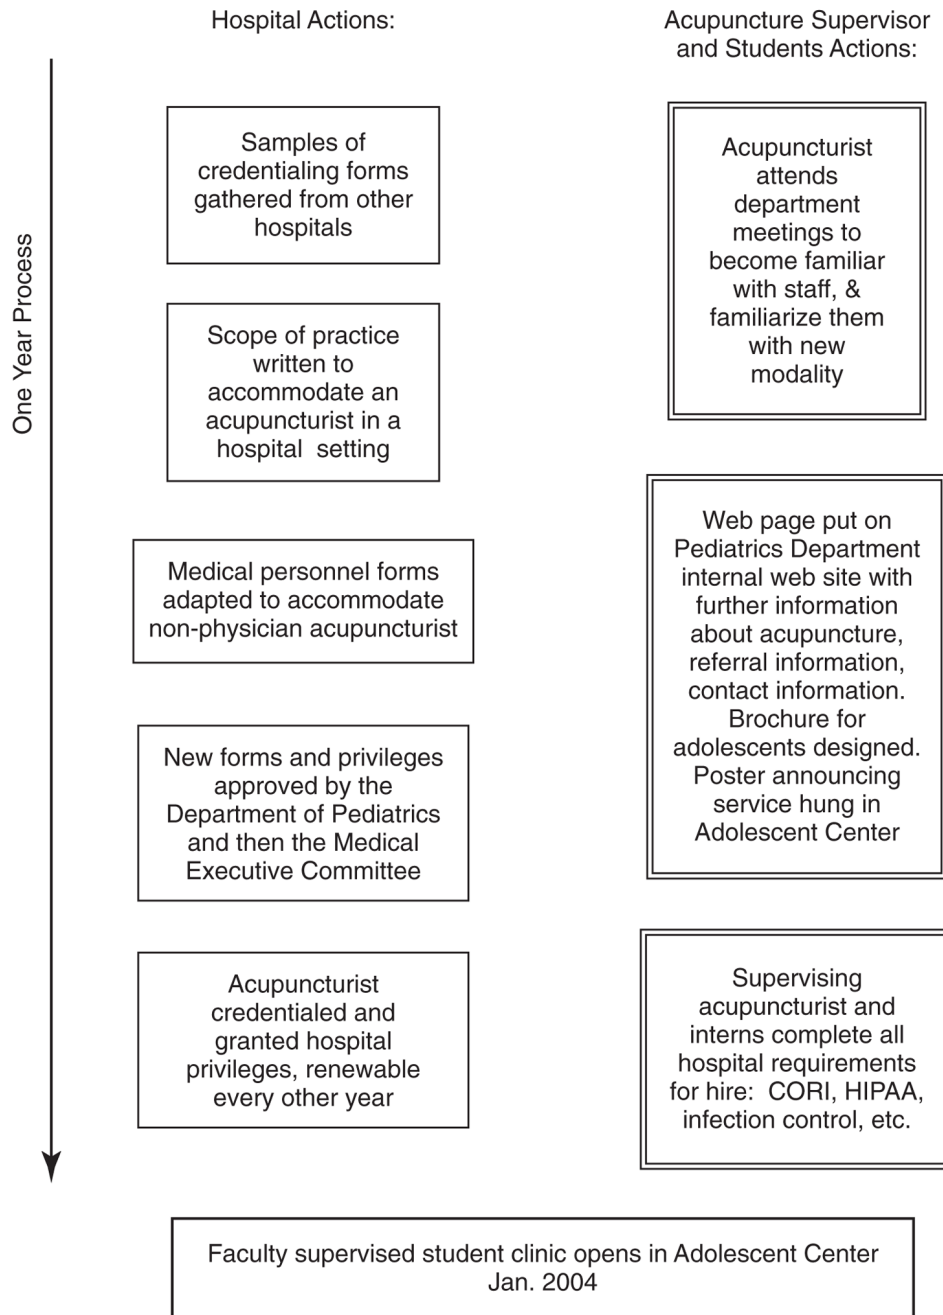 Hospital Actions:
Acupuncture Supervisor
and Students Actions:
One Year Process
Samples of
credentialing forms
gathered from other
hospitals
Scope of practice
written to
accommodate an
acupuncturist in a
hospital setting
Medical personnel forms
adapted to accommodate
non-physician acupuncturist
New forms and privileges
approved by the
Department of Pediatrics
and then the Medical
Executive Committee
Acupuncturist
credentialed and
granted hospital
privileges, renewable
every other year
Acupuncturist
attends
department
meetings to
become familiar
with staff, &
familiarize them
with new
modality
Web page put on
Pediatrics Department
internal web site with
further information
about acupuncture,
referral information,
contact information.
Brochure for
adolescents designed.
Poster announcing
service hung in
Adolescent Center
Supervising
acupuncturist and
interns complete all
hospital requirements
for hire: CORI, HIPAA,
infection control, etc.
Faculty supervised student clinic opens in Adolescent Center
Jan. 2004